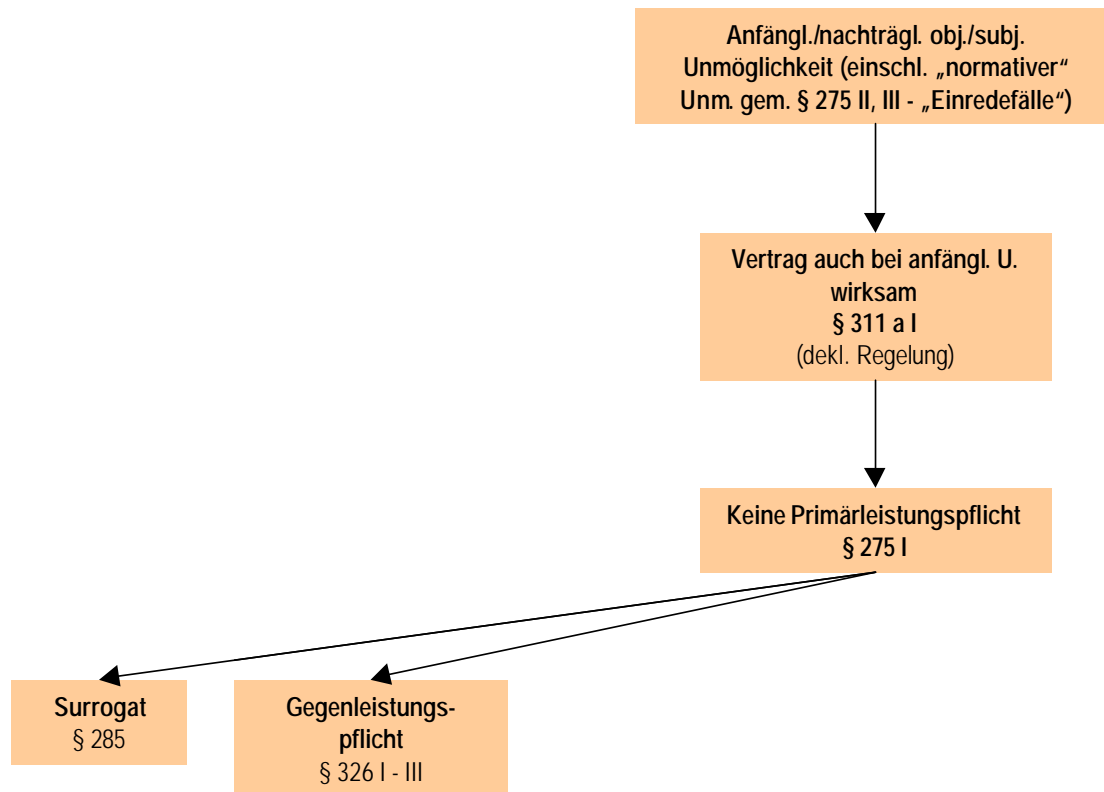 Anfängl./nachträgl. obj./subj.
Unmöglichkeit (einschl. „normativer“
Unm. gem. § 275 II, III - „Einredefälle“)
Vertrag auch bei anfängl. U.
wirksam
§ 311 a I
(dekl. Regelung)
Keine Primärleistungspflicht
§ 275 I
Surrogat
§ 285
Gegenleistungs-
pflicht
§ 326 I - III